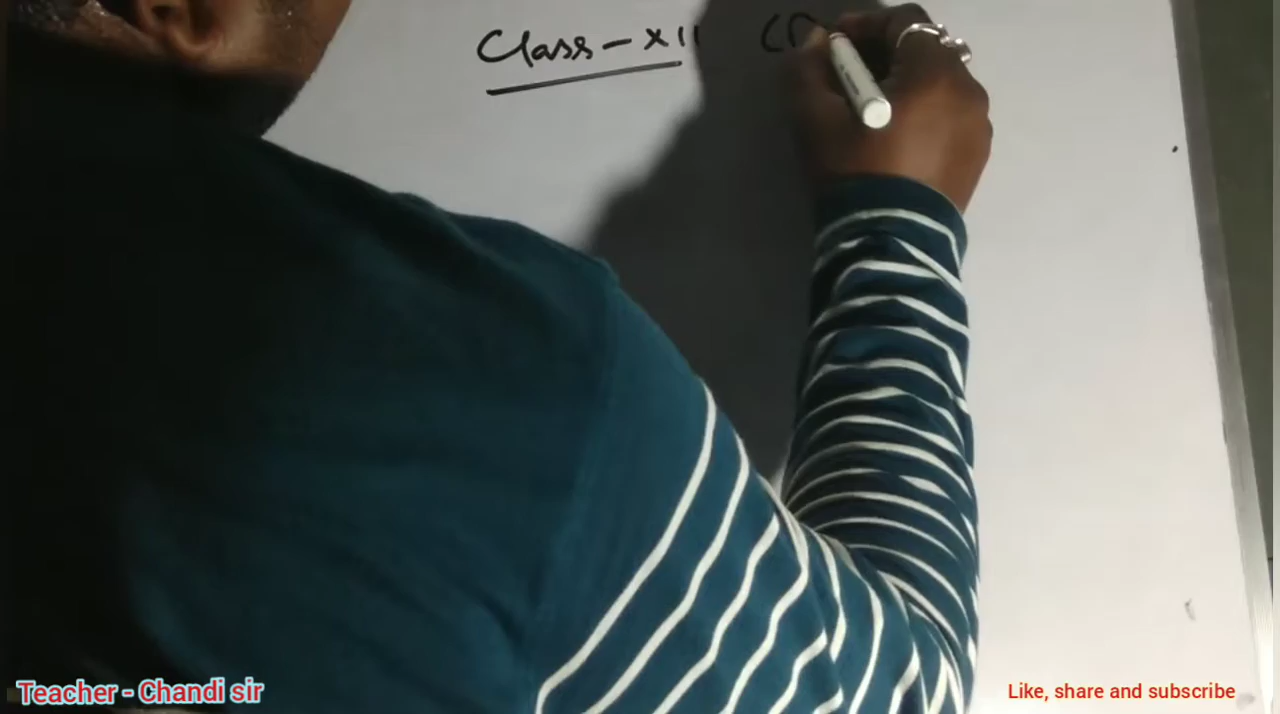 Class - XII
Teacher - Chandi sir
Like, share and subscribe